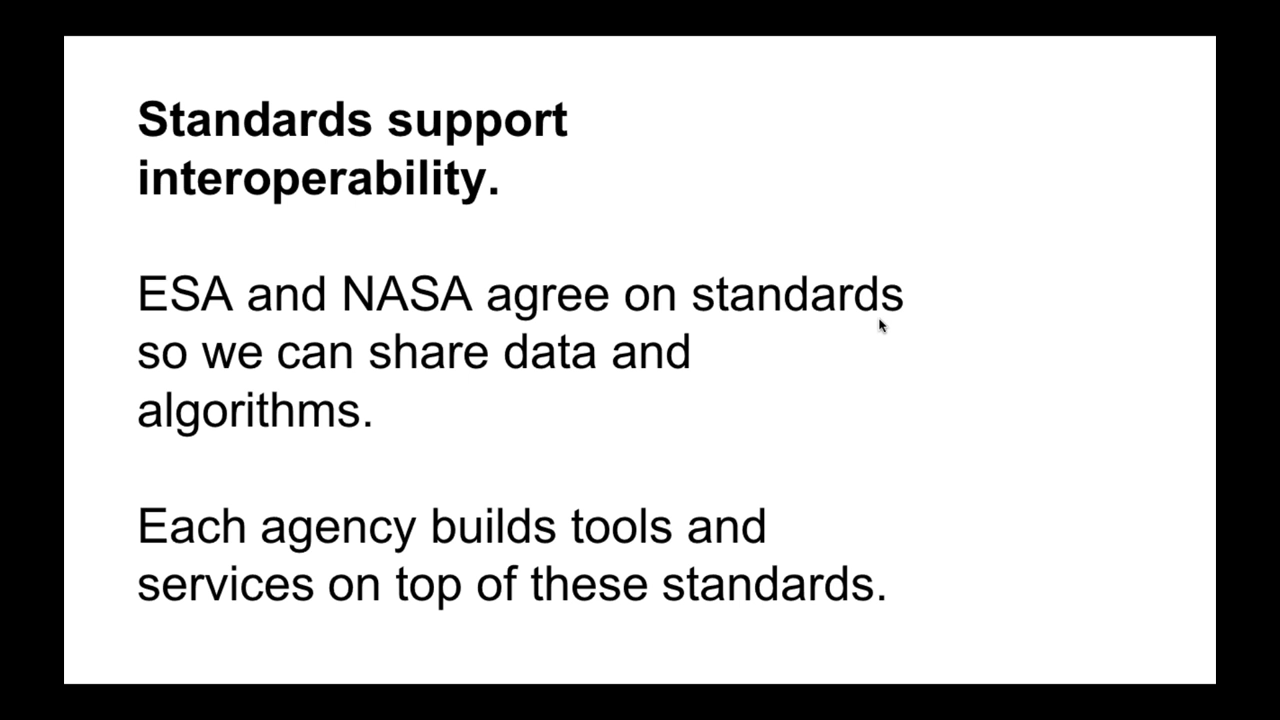 Standards support
interoperability.
ESA and NASA agree on standards
so we can share data and
algorithms.
Each agency builds tools and
services on top of these standards.